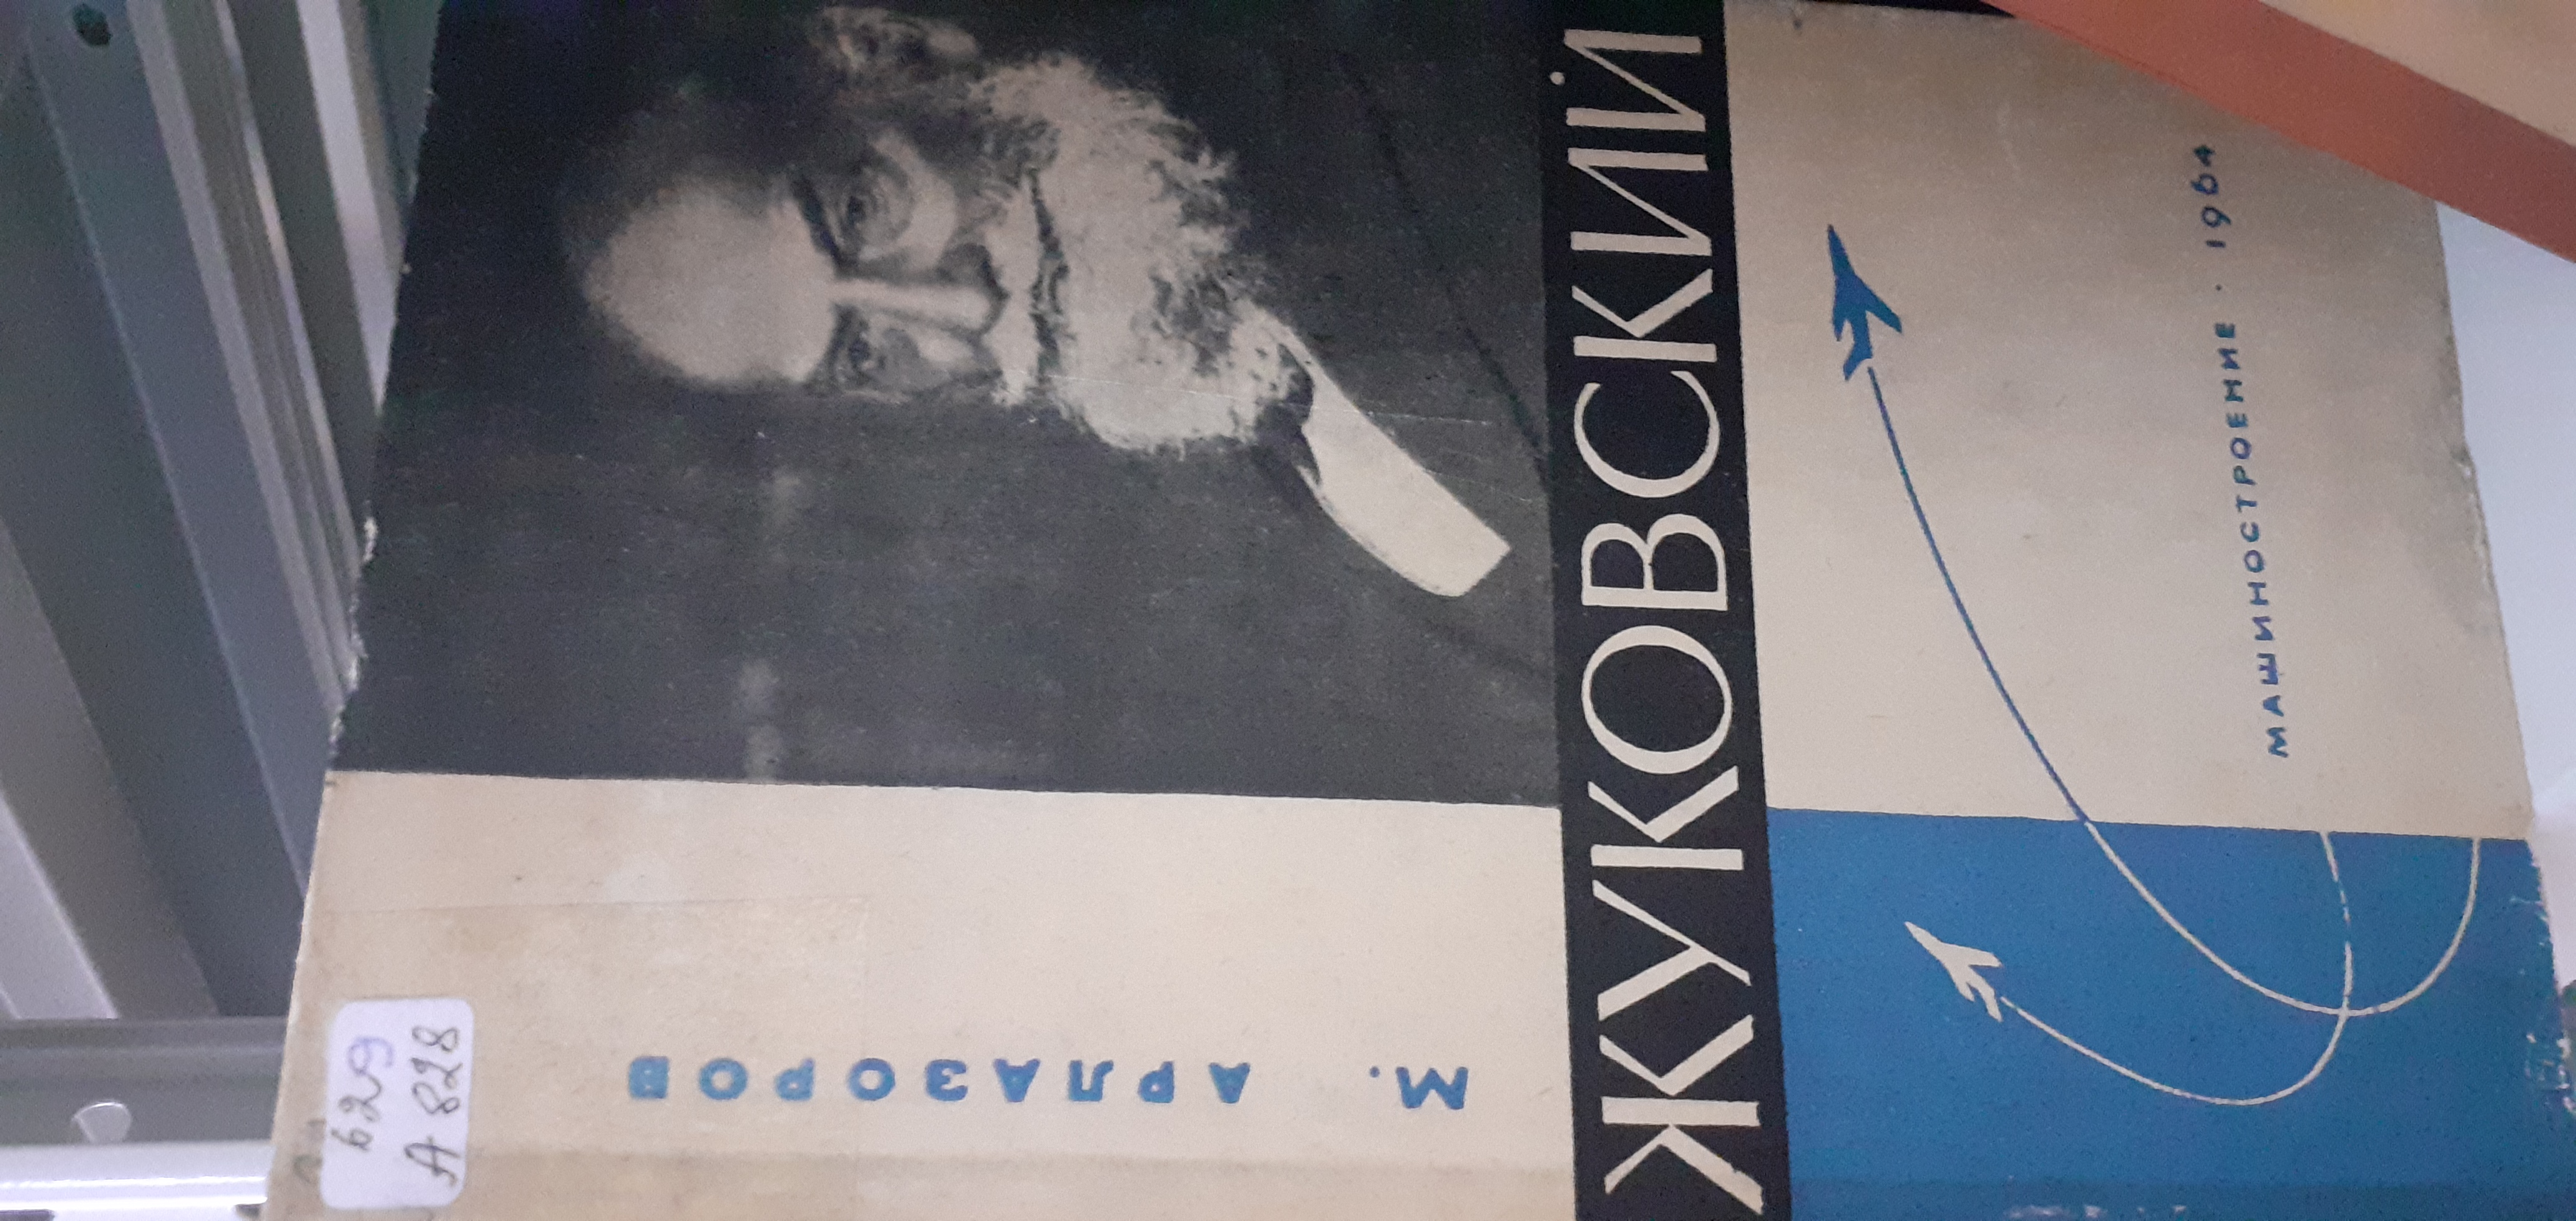 629
А 828
М. АРЛАЗОРОВ
ЖУКОВСКИЙ
МАШИНОСТРОЕНИЕ · 1964